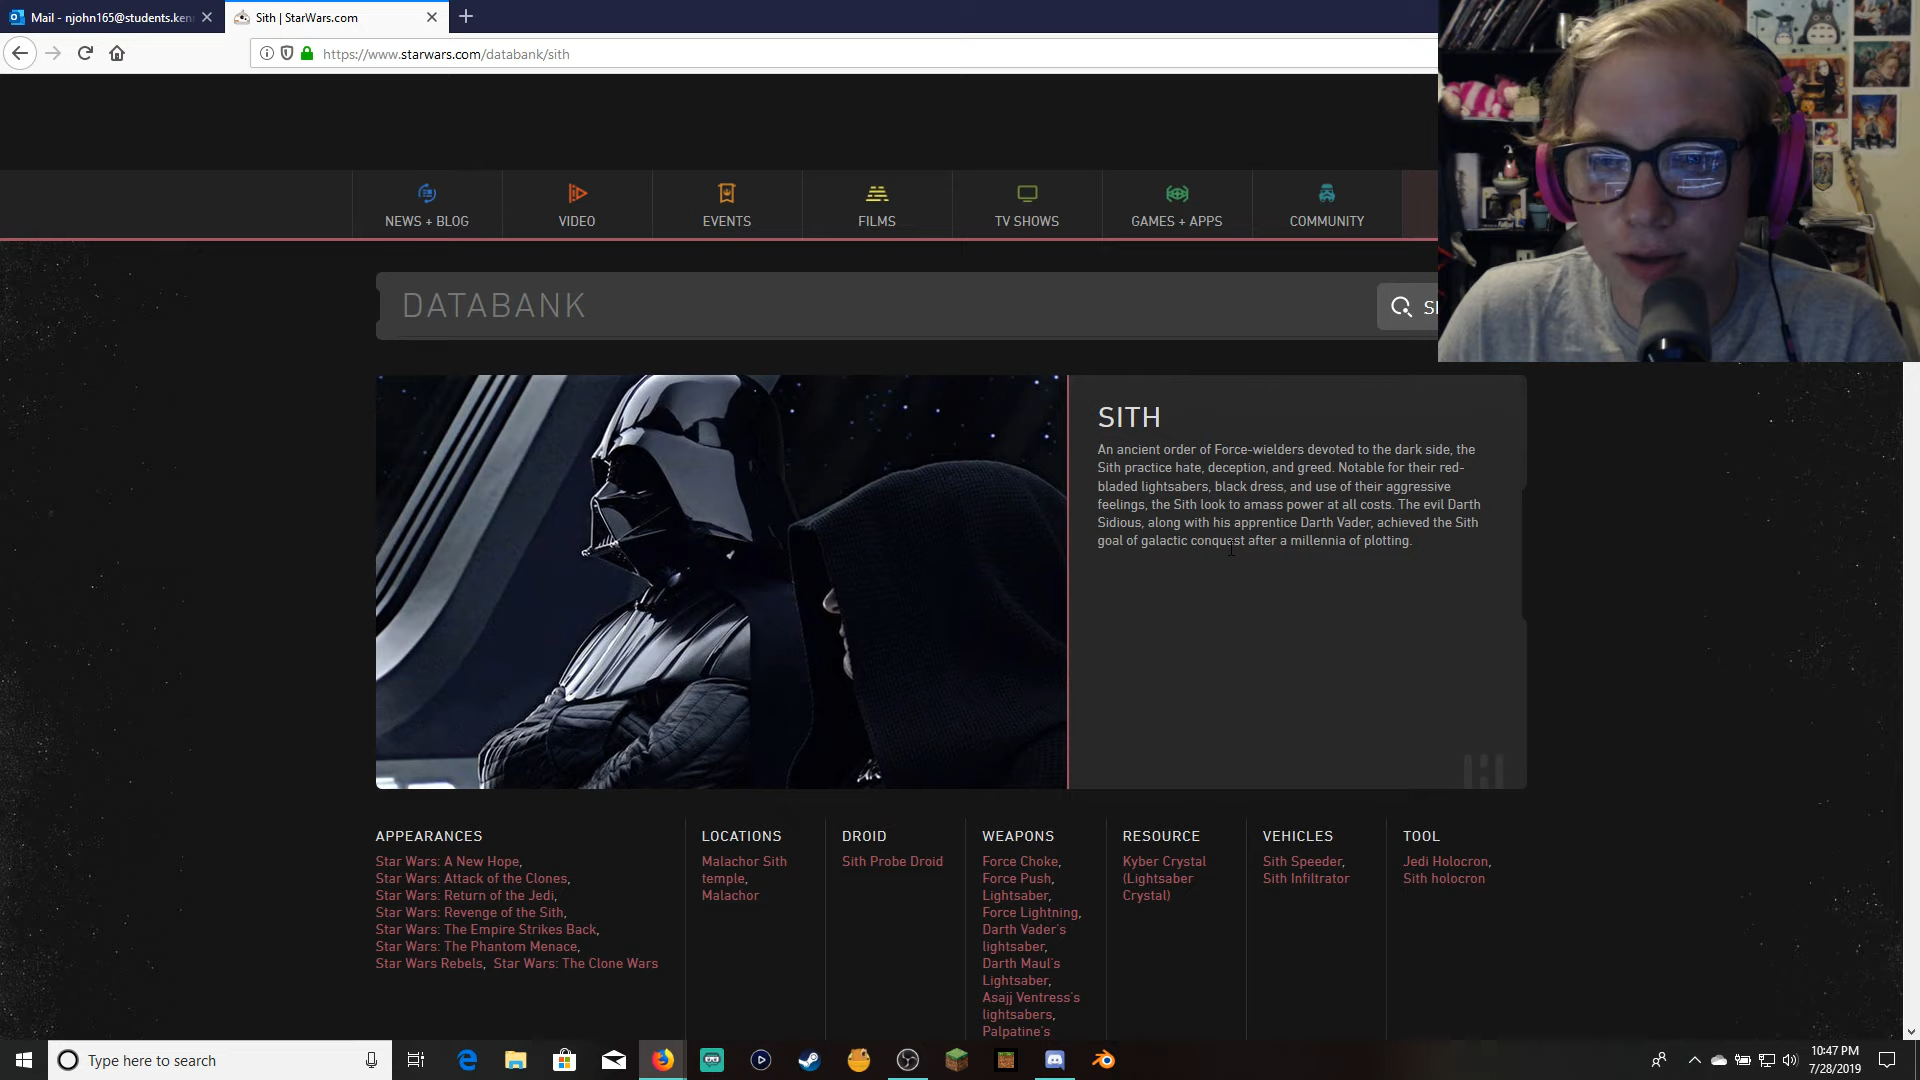 Mail - njohn165@students.ken
Sith | StarWars.com
https://www.starwars.com/databank/sith
NEWS + BLOG
VIDEO
EVENTS
FILMS
TV SHOWS
GAMES + APPS
COMMUNITY
DATABANK
SITH
An ancient order of Force-wielders devoted to the dark side, the
Sith practice hate, deception, and greed. Notable for their red-
bladed lightsabers, black dress, and use of their aggressive
feelings, the Sith look to amass power at all costs. The evil Darth
Sidious, along with his apprentice Darth Vader, achieved the Sith
goal of galactic conquest after a millennia of plotting.
APPEARANCES
Star Wars: A New Hope,
Star Wars: Attack of the Clones,
Star Wars: Return of the Jedi,
Star Wars: Revenge of the Sith,
Star Wars: The Empire Strikes Back,
Star Wars: The Phantom Menace,
Star Wars Rebels, Star Wars: The Clone Wars
LOCATIONS
Malachor Sith
temple,
Malachor
DROID
Sith Probe Droid
WEAPONS
Force Choke,
Force Push,
Lightsaber,
Force Lightning,
Darth Vader's
lightsaber,
Darth Maul's
Lightsaber,
Asajj Ventress's
lightsabers,
Palpatine's
RESOURCE
Kyber Crystal
(Lightsaber
Crystal)
VEHICLES
Sith Speeder,
Sith Infiltrator
TOOL
Jedi Holocron,
Sith holocron
Type here to search
10:47 PM
7/28/2019